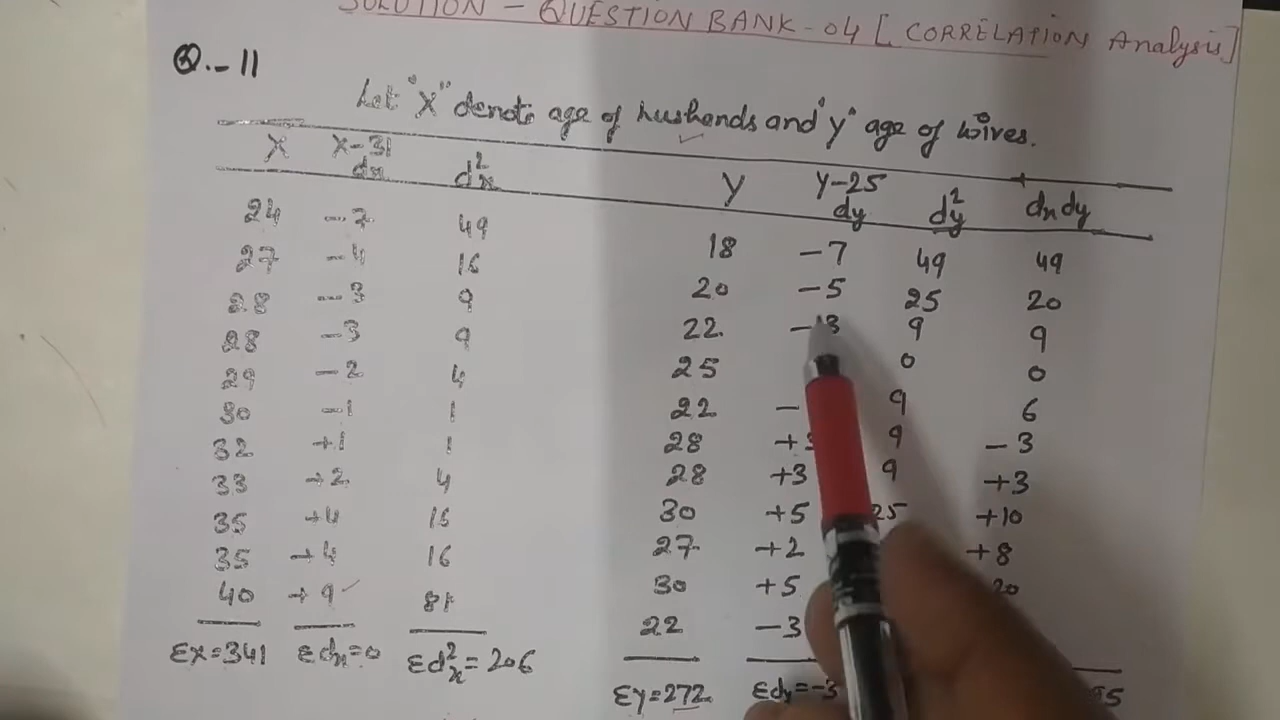 SOLUTION - QUESTION BANK-04 [CORRELATION Analysis]
Q.-11
Let "X" denote age of husbands and "Y" age of wives.
X X-31 dx d²x Y Y-25 dy d²y dxdy
24 -7 49 18 -7 49 49
27 -4 16 20 -5 25 20
28 -3 9 22 -3 9 9
28 -3 9 25 0 0
29 -2 4 22 - 9 6
30 -1 1 28 +3 9 -3
32 +1 1 28 +3 9 +3
33 +2 4 30 +5 25 +10
35 +4 16 27 +2 +8
35 +4 16 30 +5 20
40 +9 81 22 -3
Σx=341 Σdx=0 Σd²x=206 Σy=272 Σdy=-3